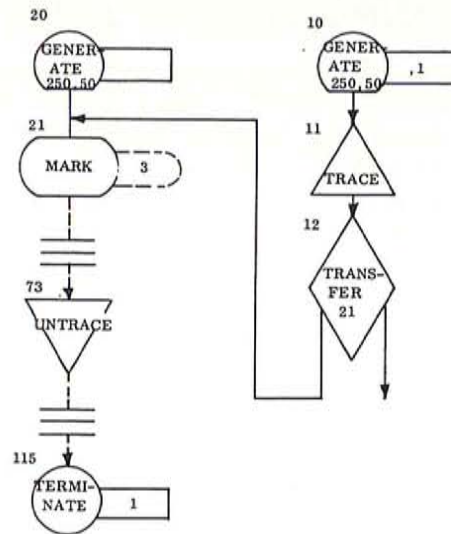 20
GENER-
ATE
250,50
21
MARK
3
73
UNTRACE
115
TERMI-
NATE
1
10
GENER-
ATE
250,50
,1
11
TRACE
12
TRANS-
FER
21